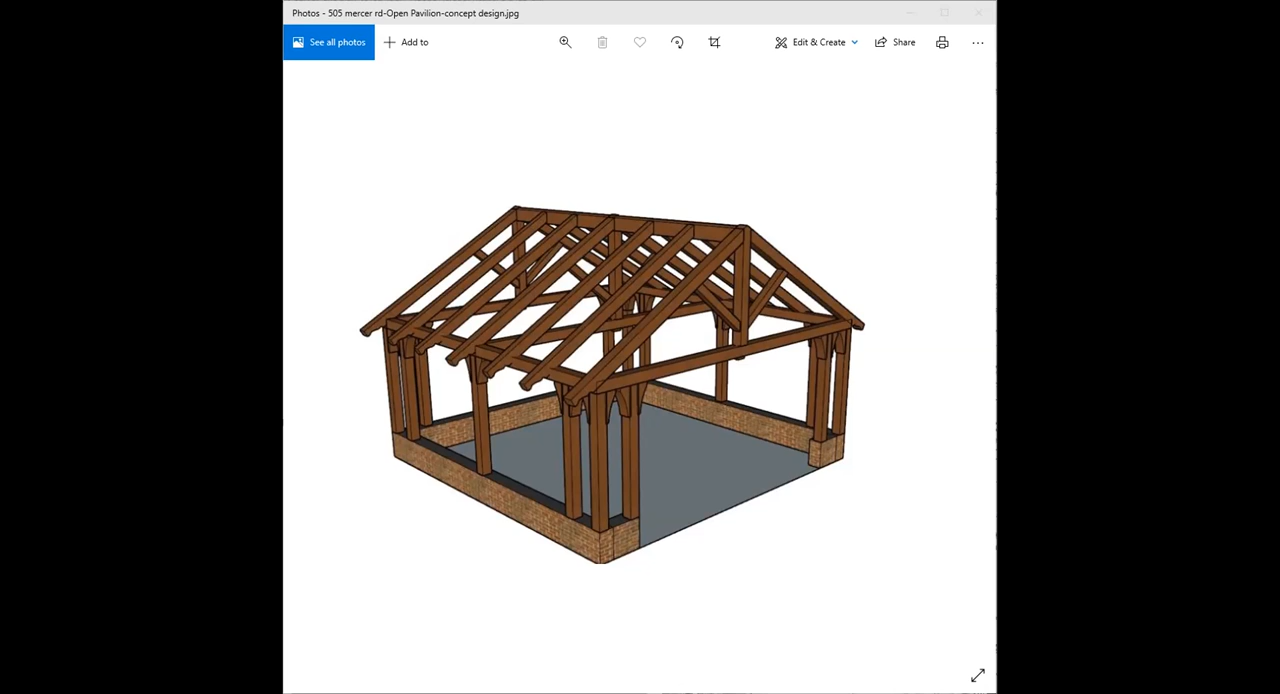 Photos - 505 mercer rd-Open Pavilion-concept design.jpg
See all photos
Add to
Edit & Create
Share